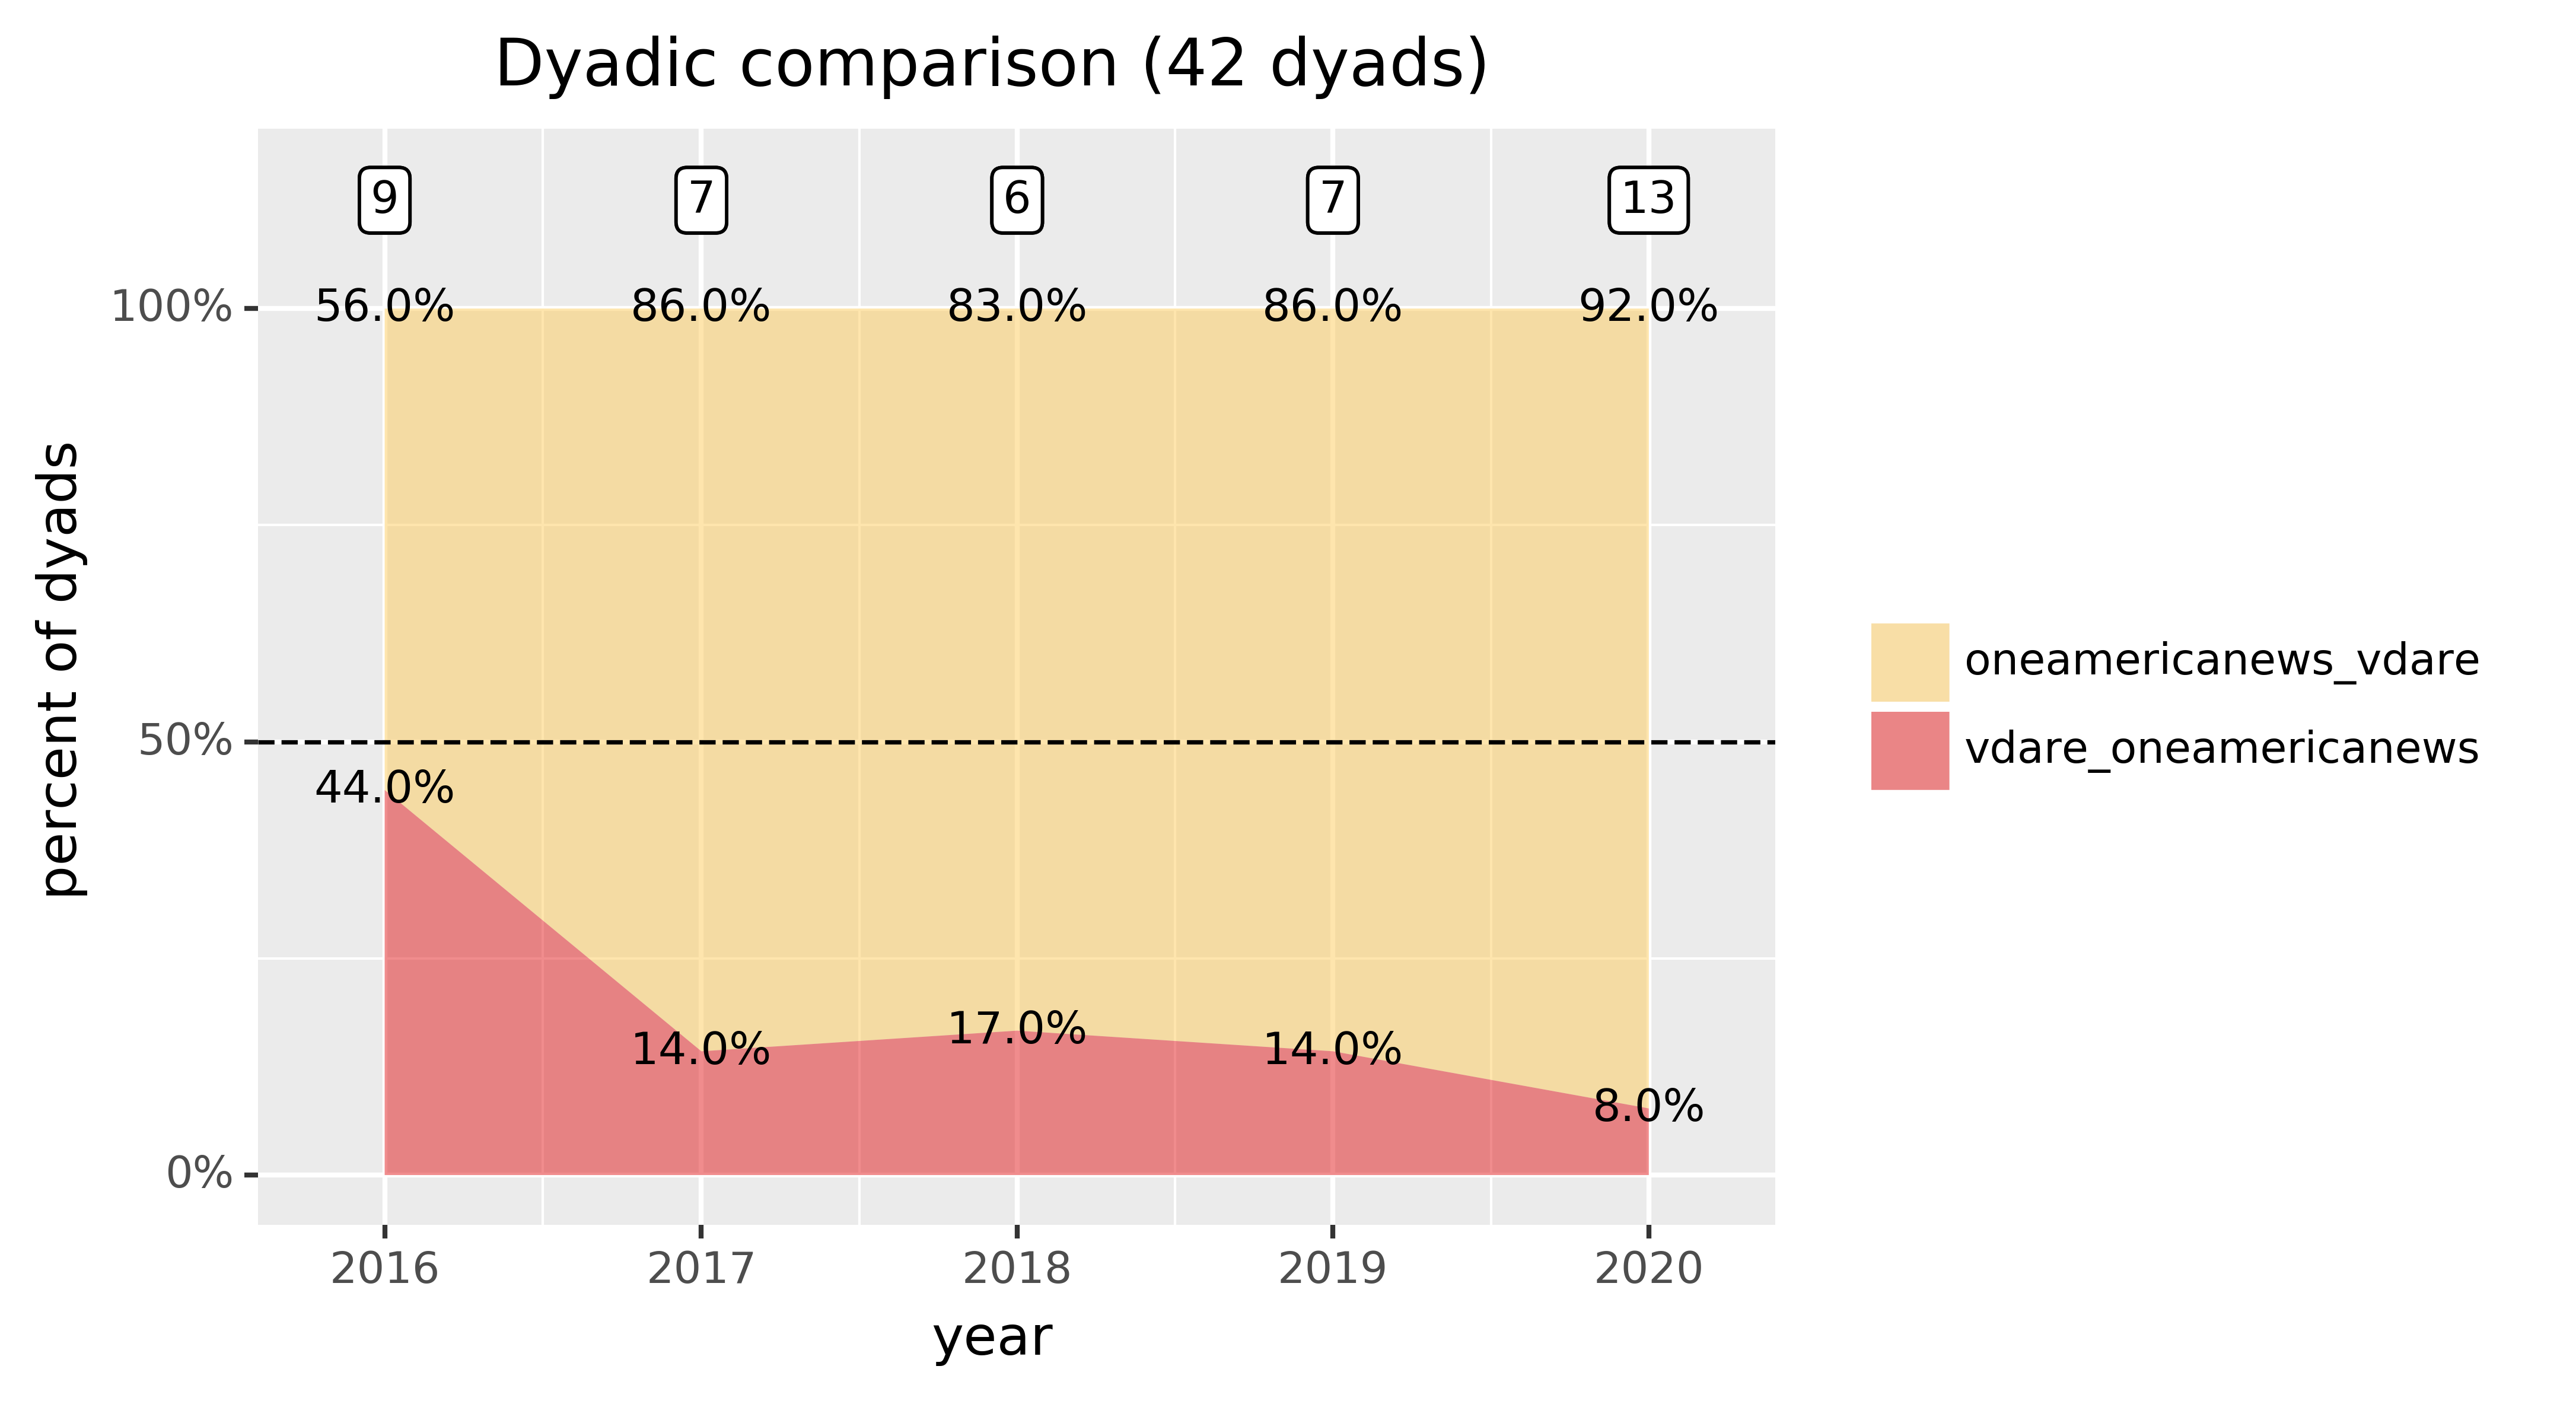 Dyadic comparison (42 dyads)
9 7 6 7 13
100% 56.0% 86.0% 83.0% 86.0% 92.0%
percent of dyads
oneamericanews_vdare
50%
vdare_oneamericanews
44.0%
17.0%
14.0% 14.0%
8.0%
0%
2016 2017 2018 2019 2020
year